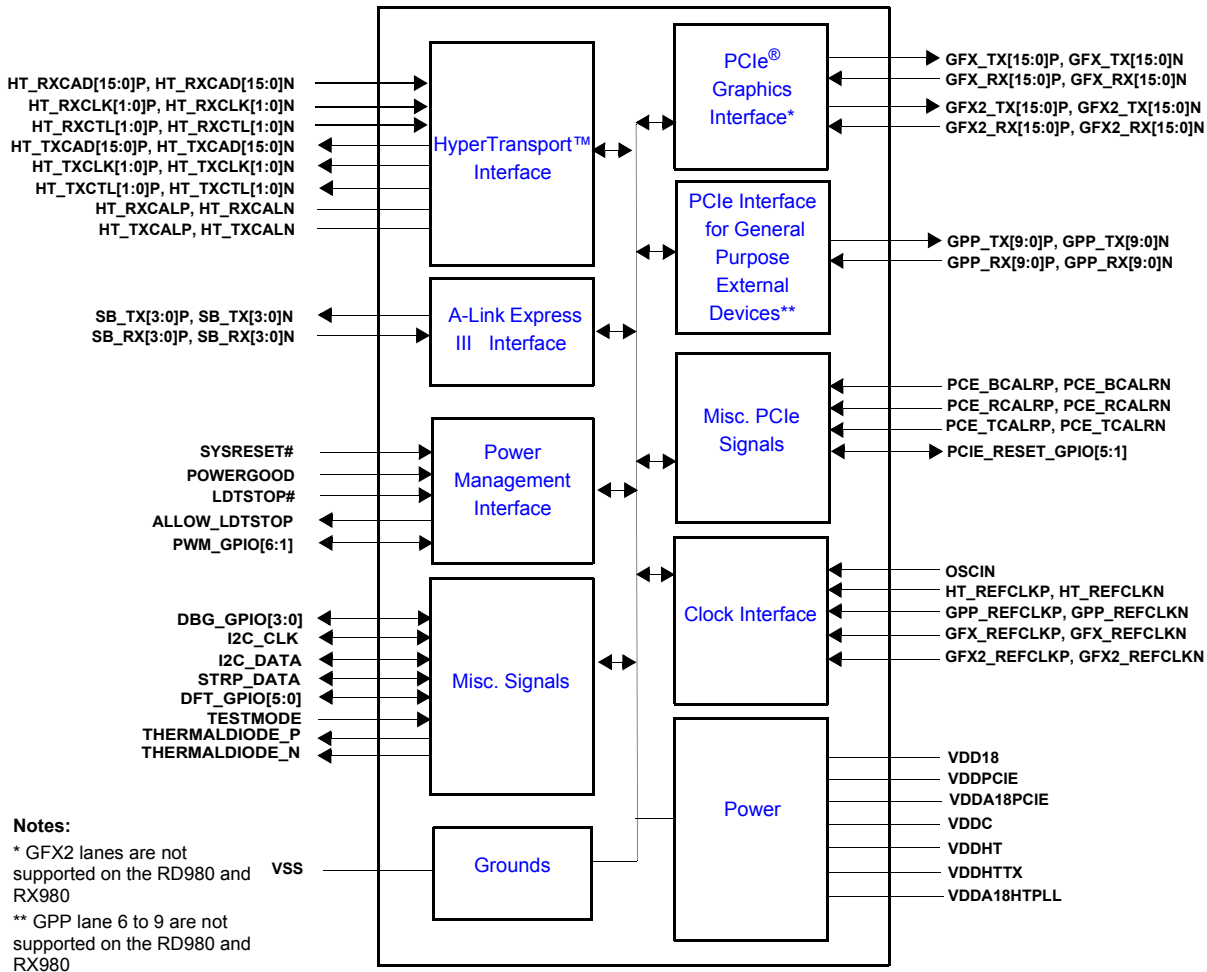 HT_RXCAD[15:0]P, HT_RXCAD[15:0]N
HT_RXCLK[1:0]P, HT_RXCLK[1:0]N
HT_RXCTL[1:0]P, HT_RXCTL[1:0]N
HT_TXCAD[15:0]P, HT_TXCAD[15:0]N
HT_TXCLK[1:0]P, HT_TXCLK[1:0]N
HT_TXCTL[1:0]P, HT_TXCTL[1:0]N
HT_RXCALP, HT_RXCALN
HT_TXCALP, HT_TXCALN
HyperTransport™
Interface
SB_TX[3:0]P, SB_TX[3:0]N
SB_RX[3:0]P, SB_RX[3:0]N
A-Link Express
III Interface
SYSRESET#
POWERGOOD
LDTSTOP#
ALLOW_LDTSTOP
PWM_GPIO[6:1]
Power
Management
Interface
DBG_GPIO[3:0]
I2C_CLK
I2C_DATA
STRP_DATA
DFT_GPIO[5:0]
TESTMODE
THERMALDIODE_P
THERMALDIODE_N
Misc. Signals
VSS
Grounds
PCIe®
Graphics
Interface*
GFX_TX[15:0]P, GFX_TX[15:0]N
GFX_RX[15:0]P, GFX_RX[15:0]N
GFX2_TX[15:0]P, GFX2_TX[15:0]N
GFX2_RX[15:0]P, GFX2_RX[15:0]N
PCIe Interface
for General
Purpose
External
Devices**
GPP_TX[9:0]P, GPP_TX[9:0]N
GPP_RX[9:0]P, GPP_RX[9:0]N
Misc. PCIe
Signals
PCE_BCALRP, PCE_BCALRN
PCE_RCALRP, PCE_RCALRN
PCE_TCALRP, PCE_TCALRN
PCIE_RESET_GPIO[5:1]
Clock Interface
OSCIN
HT_REFCLKP, HT_REFCLKN
GPP_REFCLKP, GPP_REFCLKN
GFX_REFCLKP, GFX_REFCLKN
GFX2_REFCLKP, GFX2_REFCLKN
Power
VDD18
VDDPCIE
VDDA18PCIE
VDDC
VDDHT
VDDHTTX
VDDA18HTPLL
Notes:
* GFX2 lanes are not
supported on the RD980 and
RX980
** GPP lane 6 to 9 are not
supported on the RD980 and
RX980